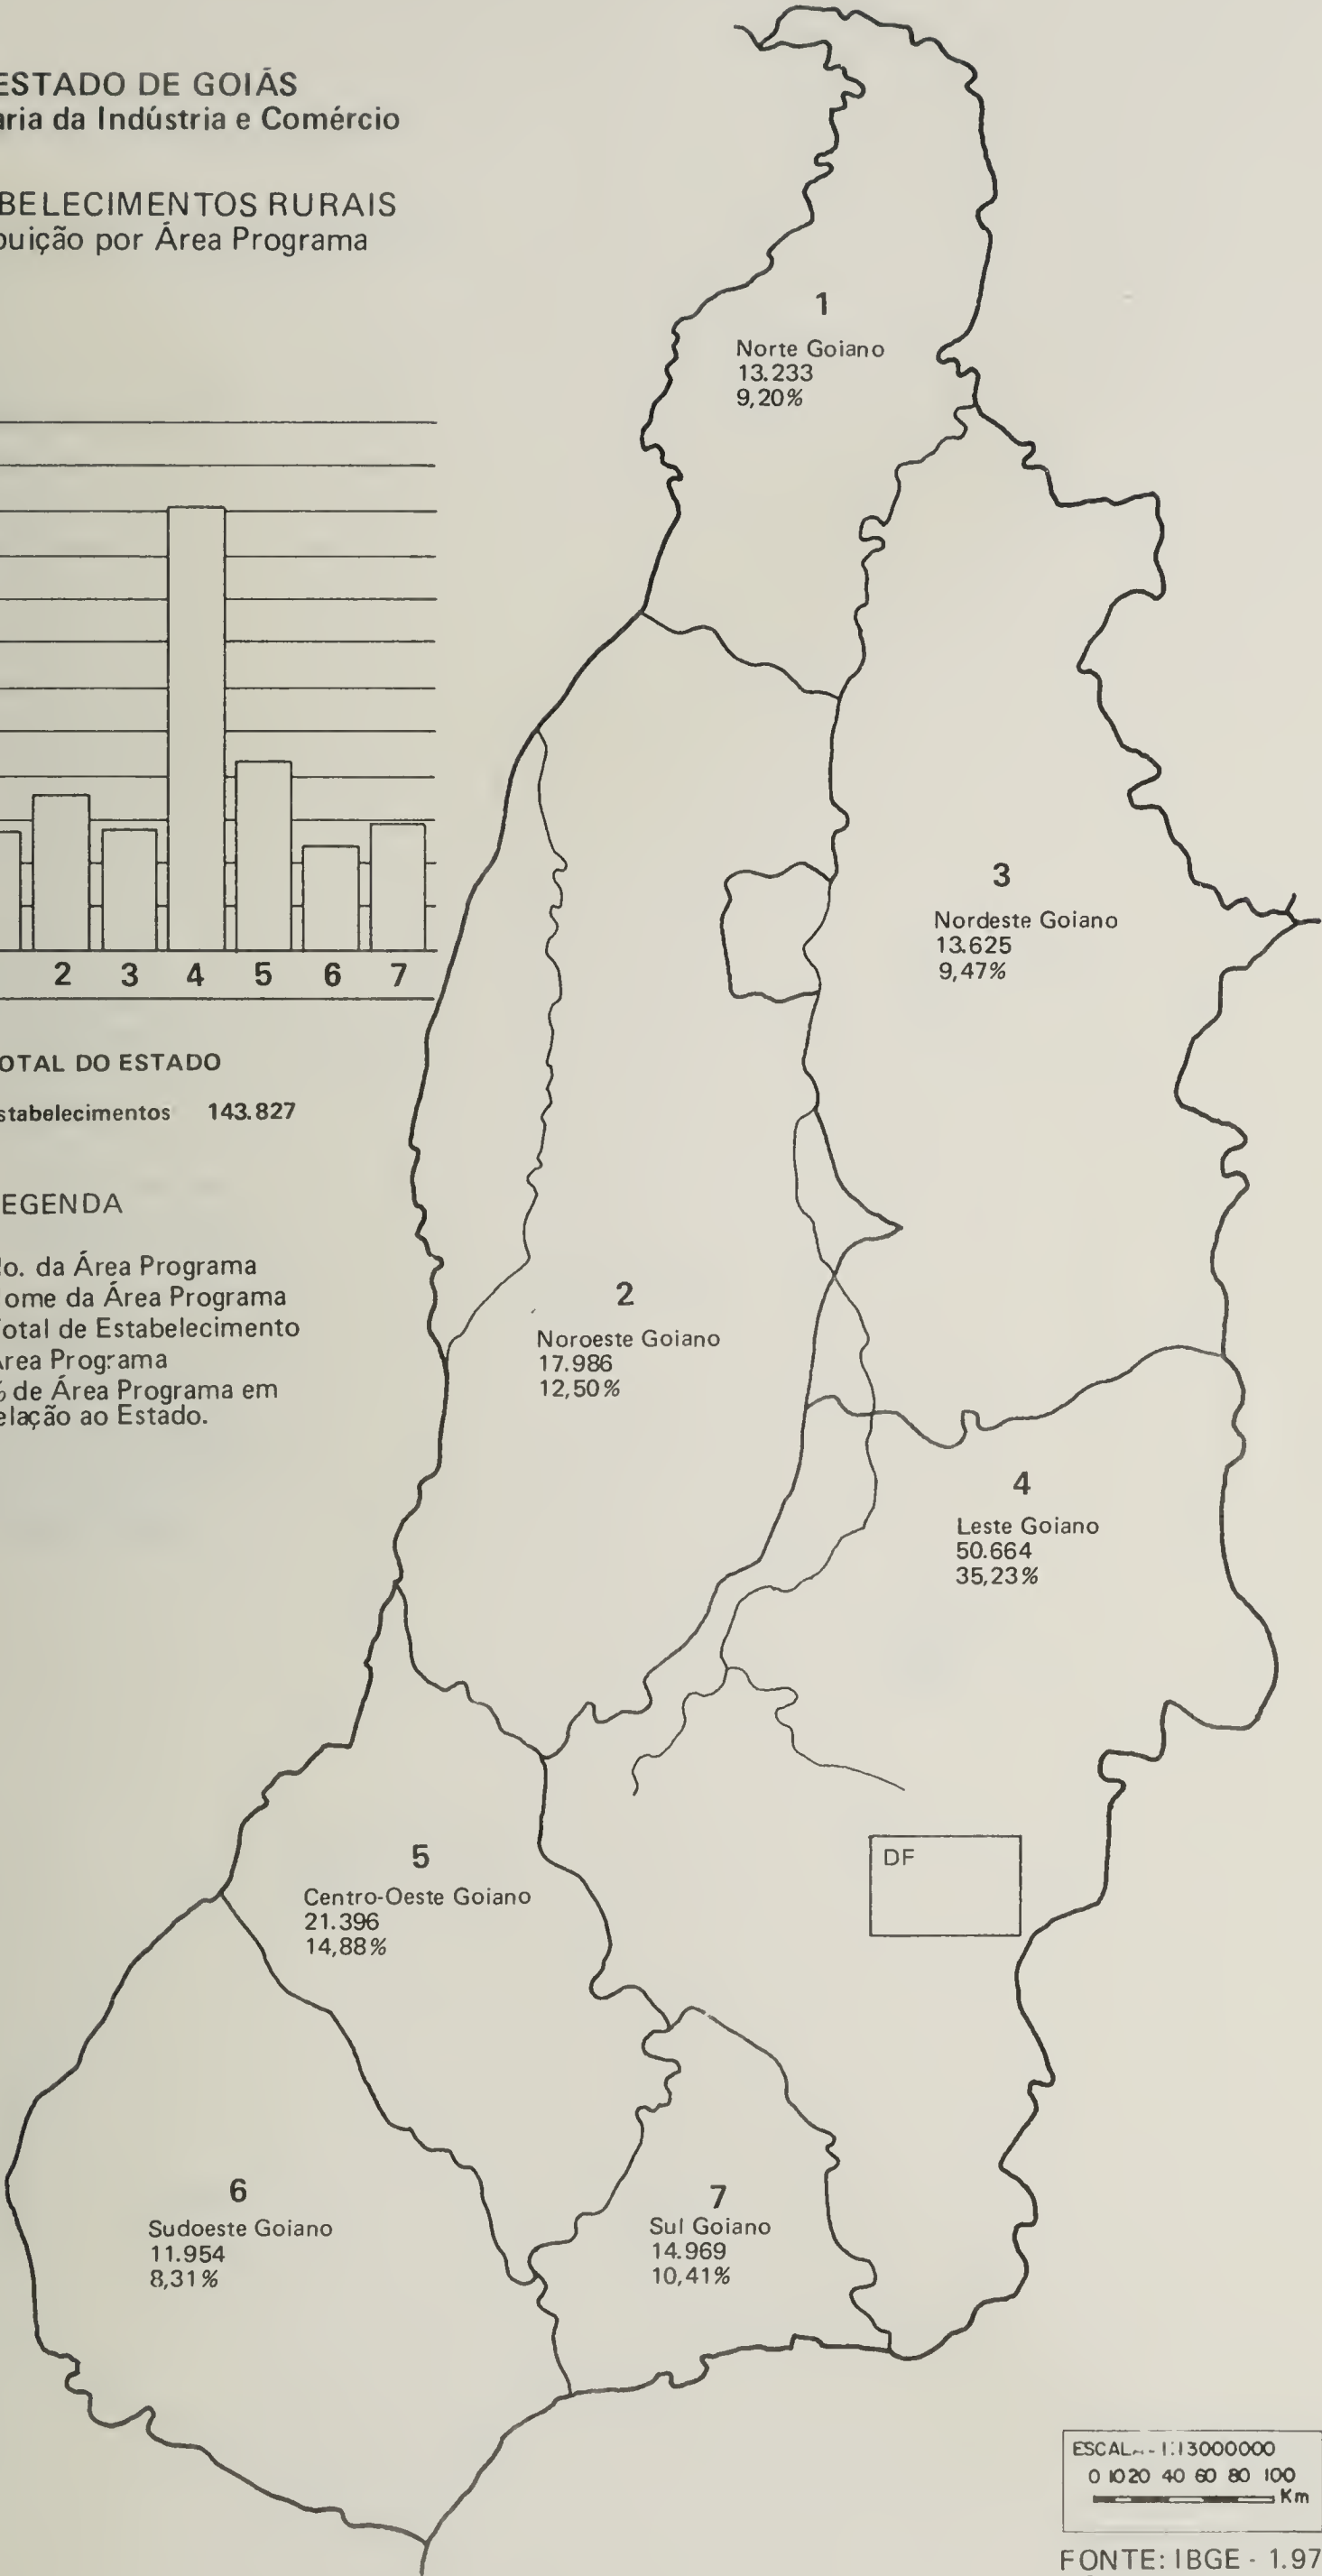 ESTADO DE GOIÁS
aria da Indústria e Comércio
BELECIMENTOS RURAIS
buição por Área Programa
1
Norte Goiano
13.233
9,20%
3
Nordeste Goiano
13.625
9,47%
2 3 4 5 6 7
OTAL DO ESTADO
stabelecimentos 143.827
EGENDA
lo. da Área Programa
lome da Área Programa
otal de Estabelecimento
Área Programa
% de Área Programa em
elação ao Estado.
2
Noroeste Goiano
17.986
12,50%
4
Leste Goiano
50.664
35,23%
DF
5
Centro-Oeste Goiano
21.396
14,88%
6
Sudoeste Goiano
11.954
8,31%
7
Sul Goiano
14.969
10,41%
ESCALA - 1:13000000
0 10 20 40 60 80 100
Km
FONTE: IBGE - 1.97